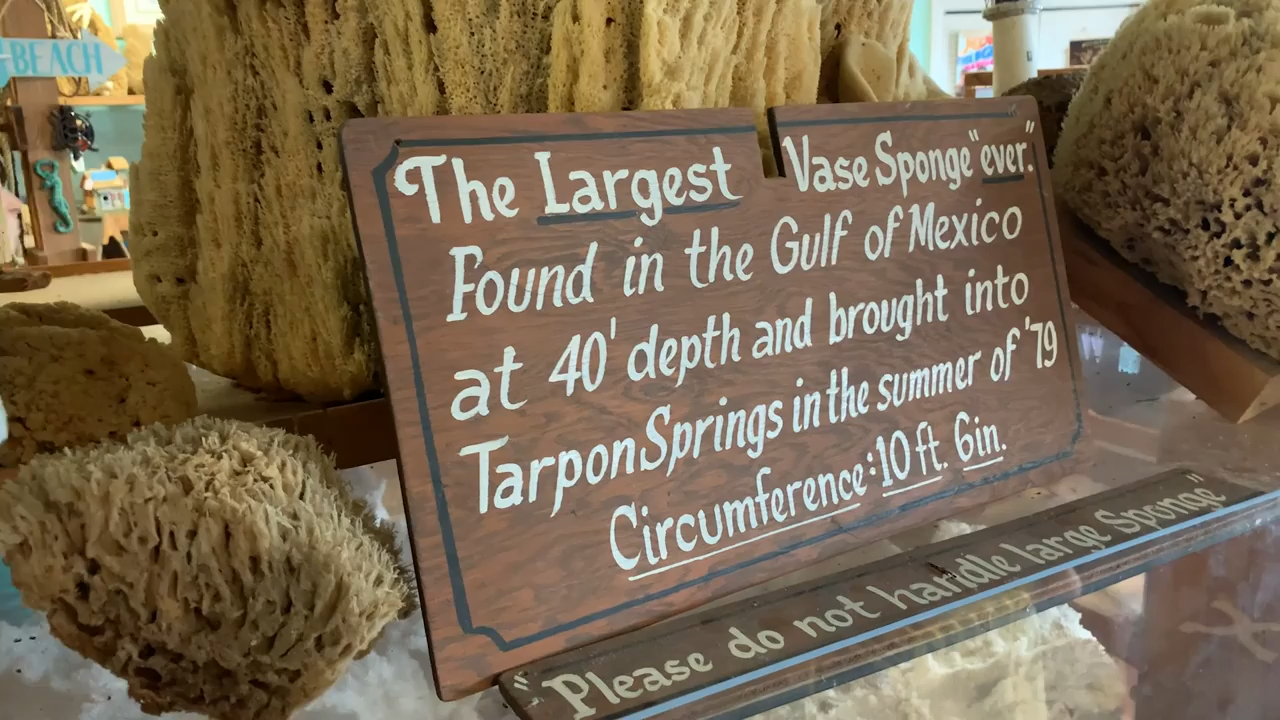 BEACH
The Largest Vase Sponge "ever."
Found in the Gulf of Mexico
at 40' depth and brought into
Tarpon Springs in the summer of '79
Circumference: 10 ft. 6in.
"Please do not handle large Sponge"